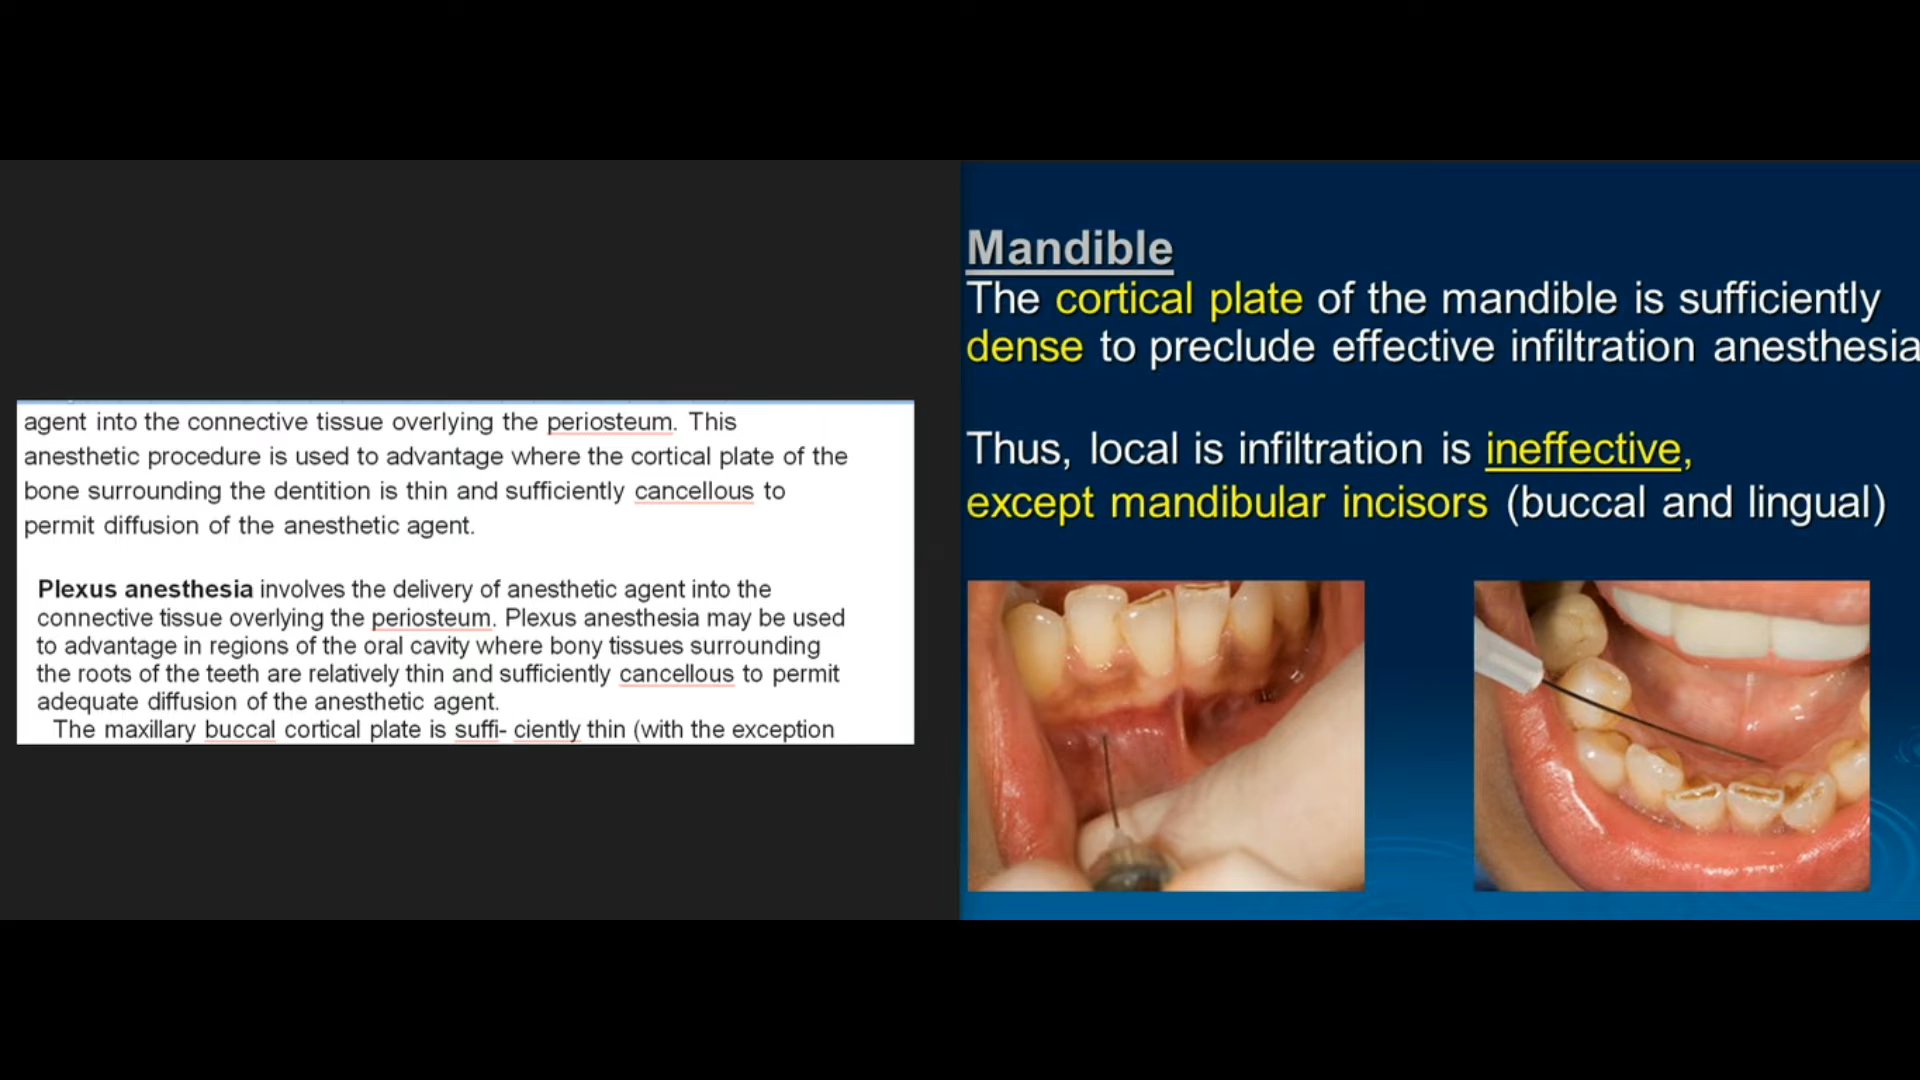 agent into the connective tissue overlying the periosteum. This
anesthetic procedure is used to advantage where the cortical plate of the
bone surrounding the dentition is thin and sufficiently cancellous to
permit diffusion of the anesthetic agent.
Plexus anesthesia involves the delivery of anesthetic agent into the
connective tissue overlying the periosteum. Plexus anesthesia may be used
to advantage in regions of the oral cavity where bony tissues surrounding
the roots of the teeth are relatively thin and sufficiently cancellous to permit
adequate diffusion of the anesthetic agent.
The maxillary buccal cortical plate is suffi- ciently thin (with the exception
Mandible
The cortical plate of the mandible is sufficiently
dense to preclude effective infiltration anesthesia
Thus, local is infiltration is ineffective,
except mandibular incisors (buccal and lingual)